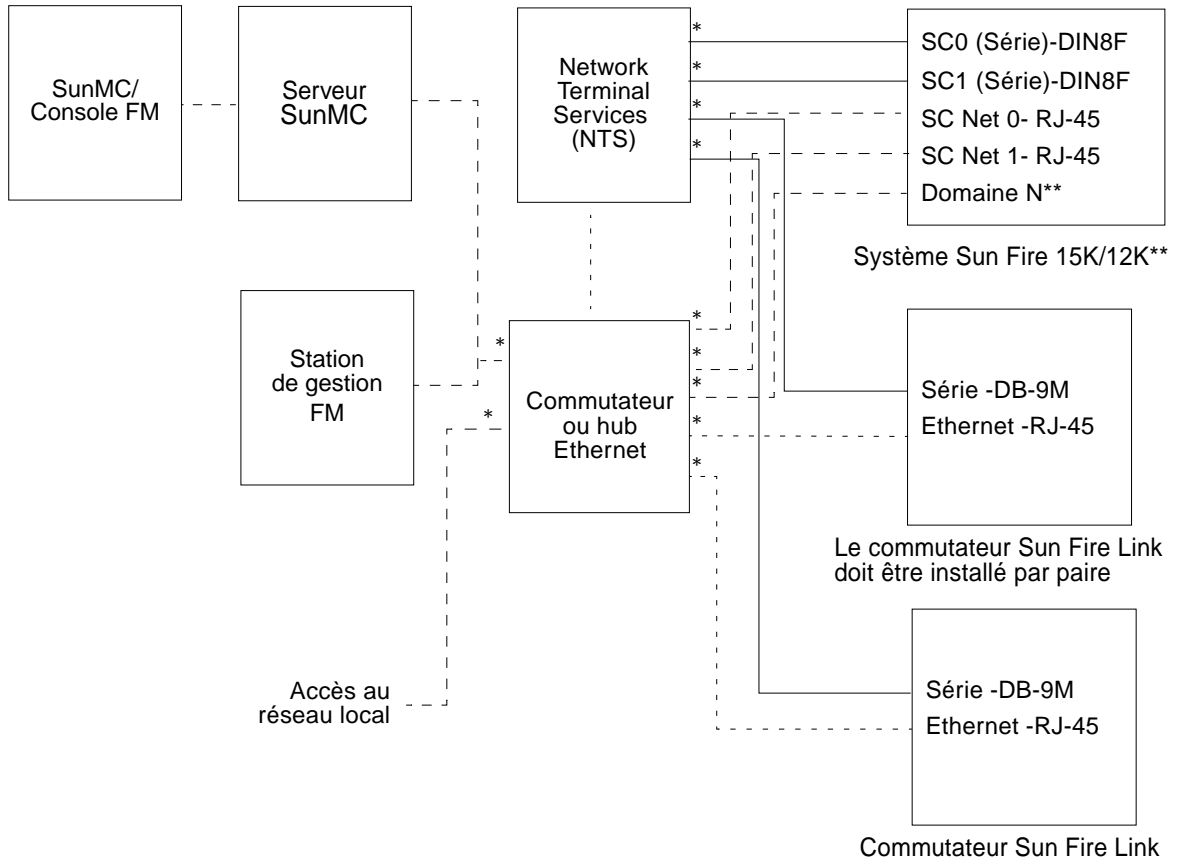 SunMC/
Console FM
Serveur
SunMC
Network
Terminal
Services
(NTS)
*
*
*
*
SC0 (Série)-DIN8F
SC1 (Série)-DIN8F
SC Net 0- RJ-45
SC Net 1- RJ-45
Domaine N**
Système Sun Fire 15K/12K**
Station
de gestion
FM
*
*
Commutateur
ou hub
Ethernet
*
*
*
*
*
Série -DB-9M
Ethernet -RJ-45
Le commutateur Sun Fire Link
doit être installé par paire
Accès au
réseau local
Série -DB-9M
Ethernet -RJ-45
Commutateur Sun Fire Link